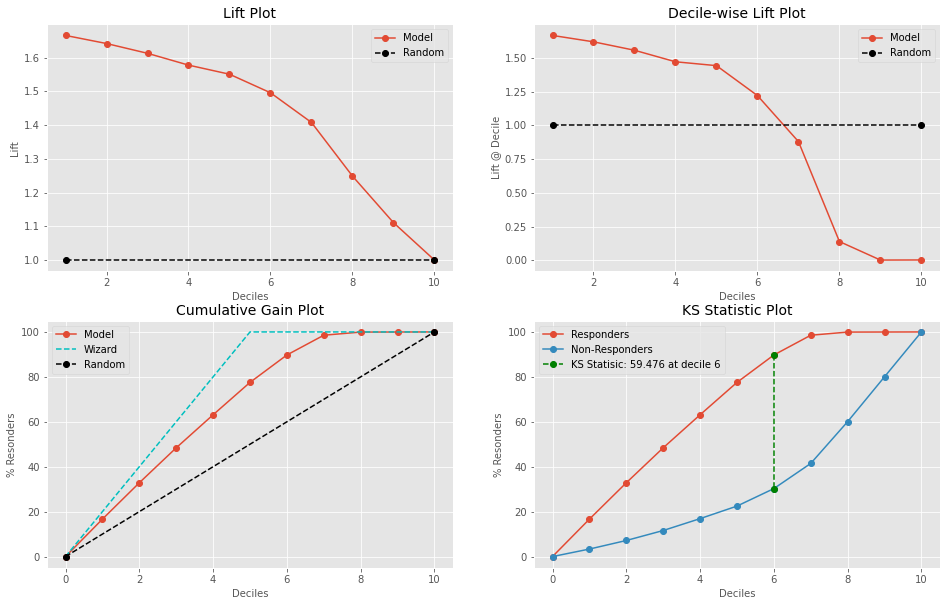 Lift Plot
Model
Random
1.6
1.5
1.4
1.3
1.2
1.1
1.0
Lift
2 4 6 8 10
Deciles
Decile-wise Lift Plot
Model
Random
1.50
1.25
1.00
0.75
0.50
0.25
0.00
Lift @ Decile
2 4 6 8 10
Deciles
Cumulative Gain Plot
Model
Wizard
Random
100
80
60
40
20
0
% Resonders
0 2 4 6 8 10
Deciles
KS Statistic Plot
Responders
Non-Responders
KS Statisic: 59.476 at decile 6
100
80
60
40
20
0
% Resonders
0 2 4 6 8 10
Deciles